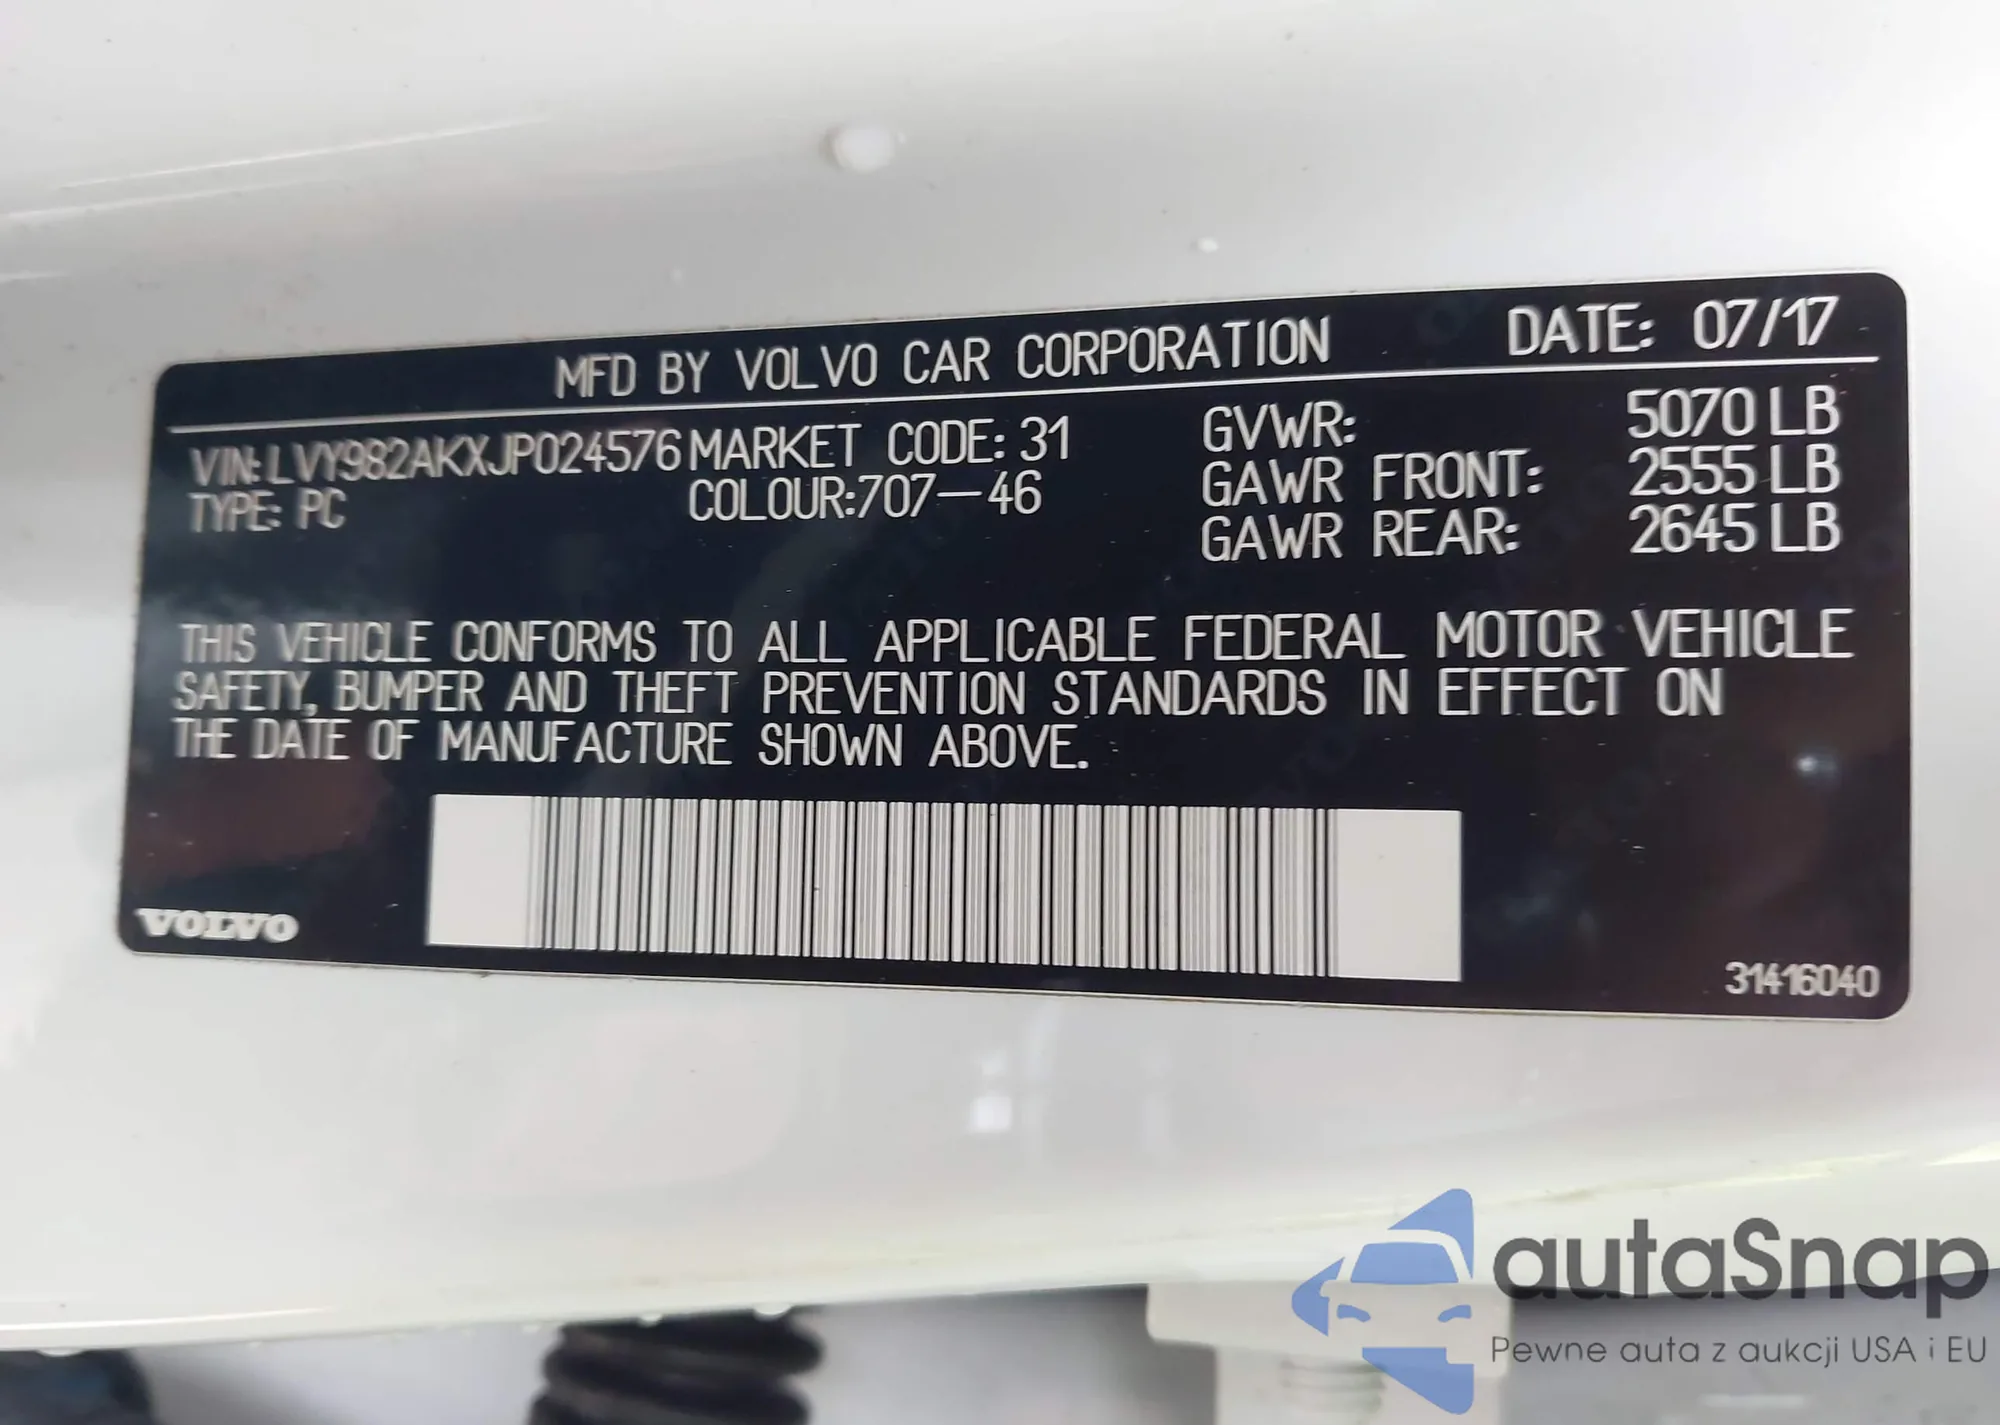 MFD BY VOLVO CAR CORPORATION DATE: 07/17
VIN: LVY982AKXJP024576 MARKET CODE: 31 GVWR: 5070 LB
TYPE: PC COLOUR:707-46 GAWR FRONT: 2555 LB
GAWR REAR: 2645 LB
THIS VEHICLE CONFORMS TO ALL APPLICABLE FEDERAL MOTOR VEHICLE
SAFETY, BUMPER AND THEFT PREVENTION STANDARDS IN EFFECT ON
THE DATE OF MANUFACTURE SHOWN ABOVE.
VOLVO
31416040
autaSnap
Pewne auta z aukcji USA i EU